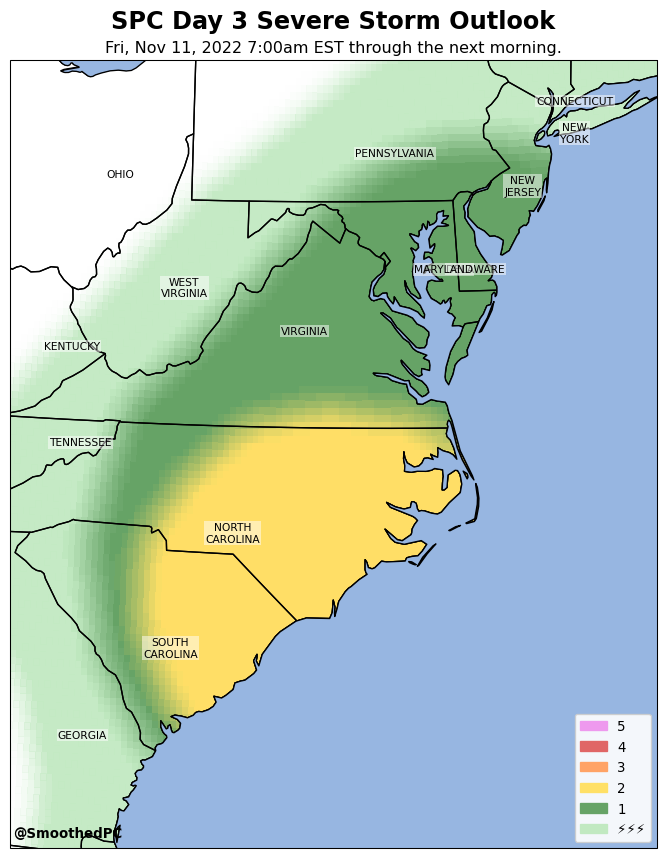 SPC Day 3 Severe Storm Outlook
Fri, Nov 11, 2022 7:00am EST through the next morning.
CONNECTICUT
NEW
YORK
PENNSYLVANIA
OHIO
NEW
JERSEY
MARYLAND
WEST
VIRGINIA
VIRGINIA
KENTUCKY
TENNESSEE
NORTH
CAROLINA
SOUTH
CAROLINA
GEORGIA
5
4
3
2
1
⚡⚡⚡
@SmoothedPC